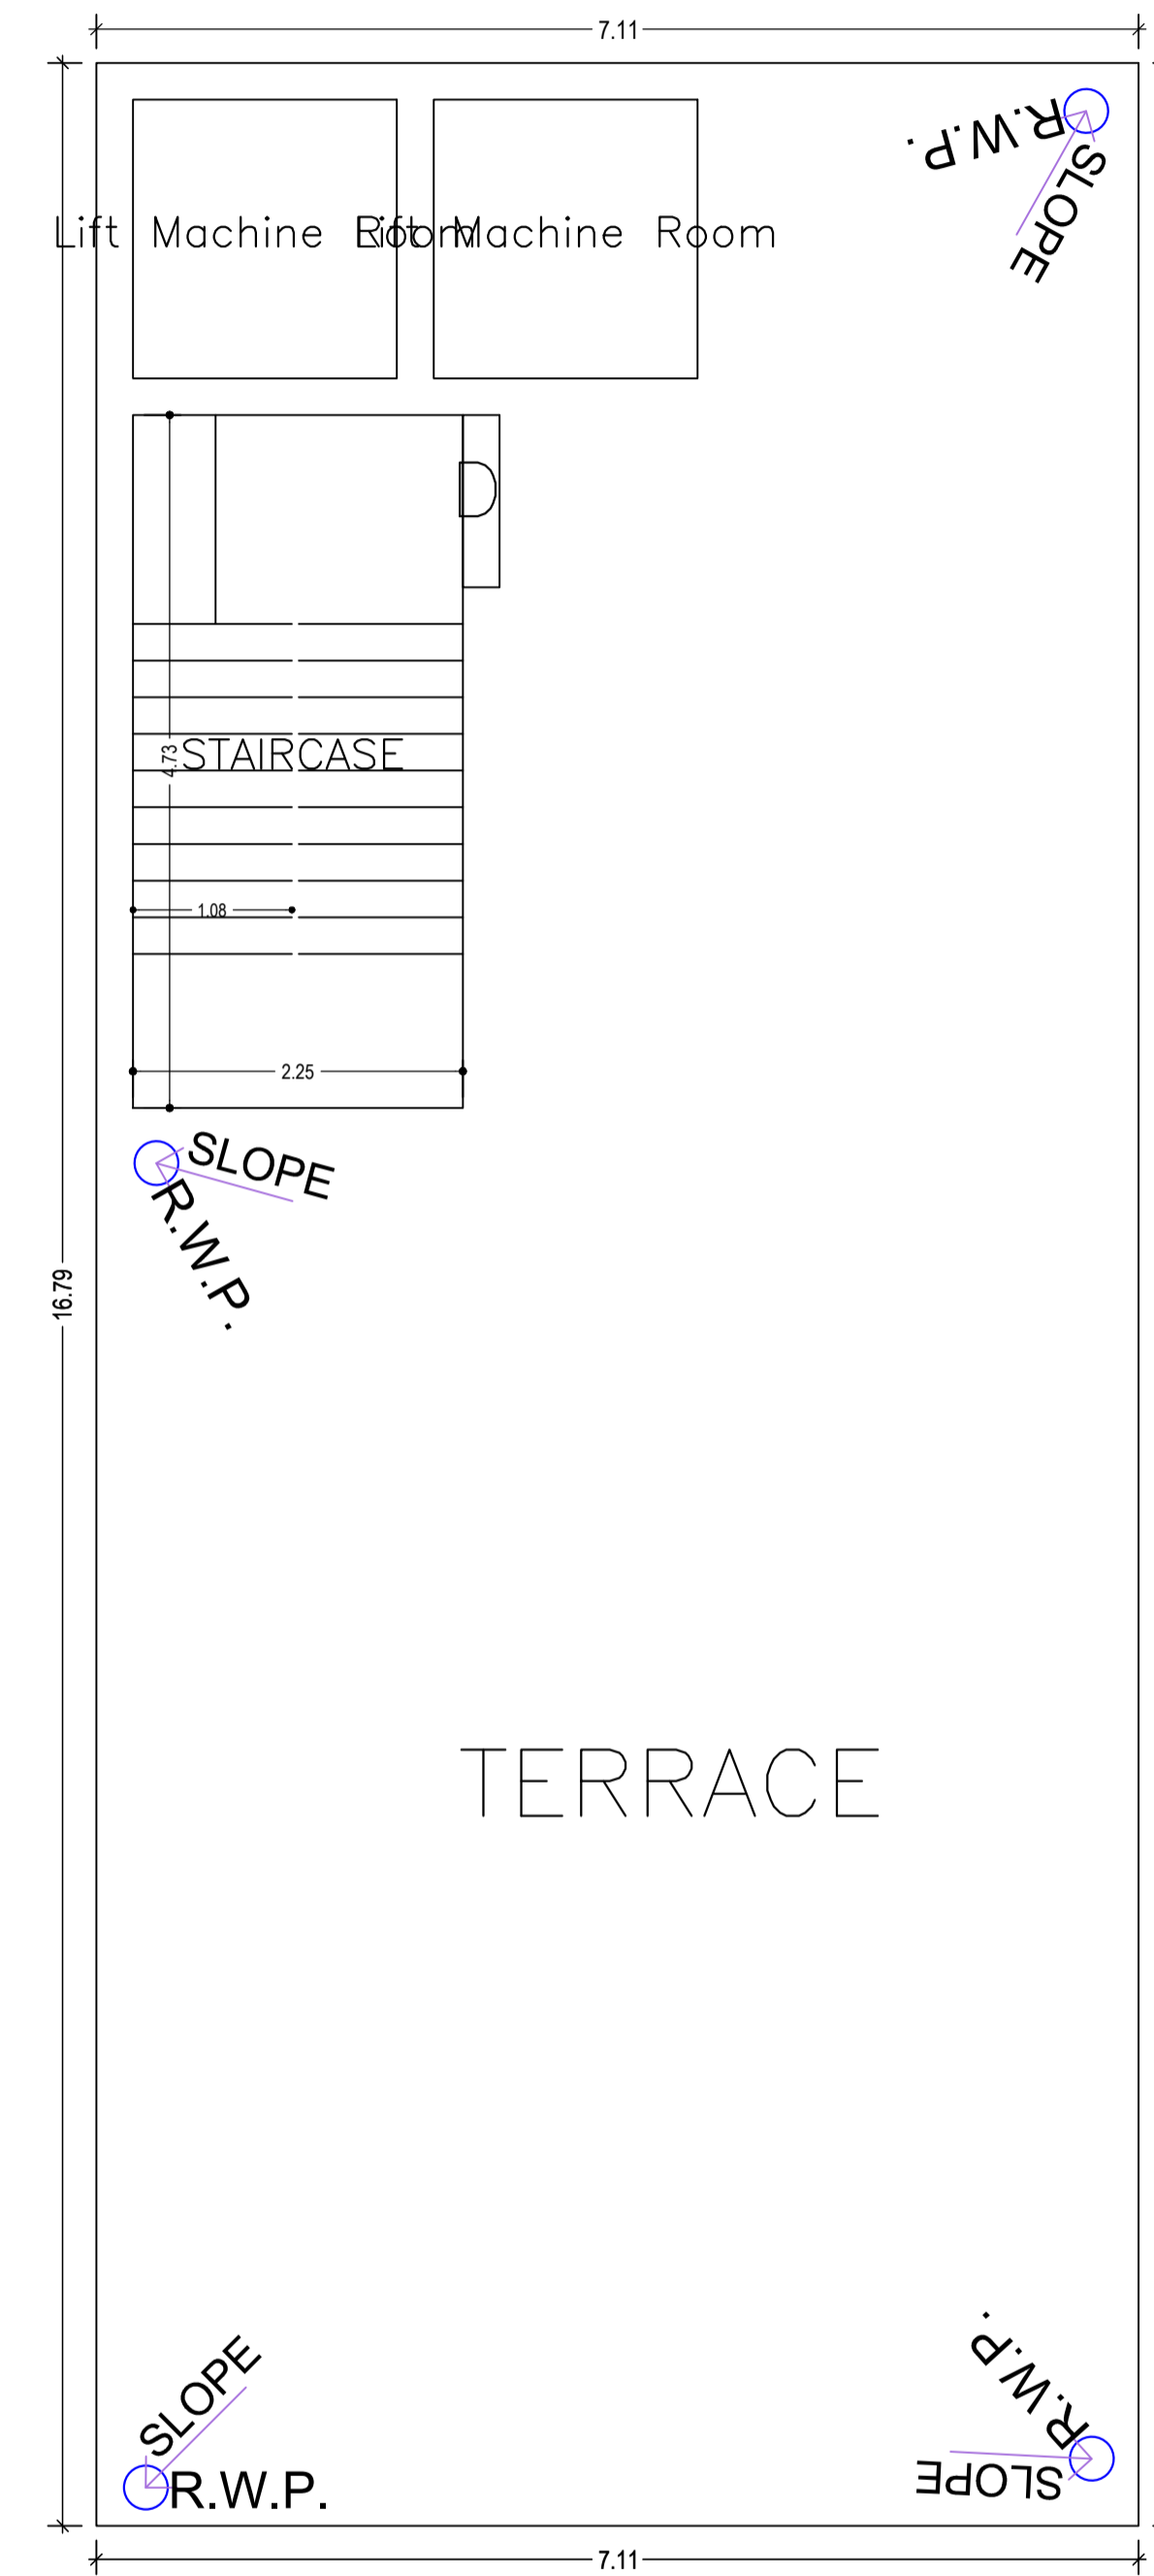 7.11
R.W.P.
SLOPE
Lift Machine Room
Lift Machine Room
D
4.73
STAIRCASE
1.08
2.25
SLOPE
R.W.P.
16.79
TERRACE
R.W.P.
SLOPE
SLOPE
R.W.P.
7.11